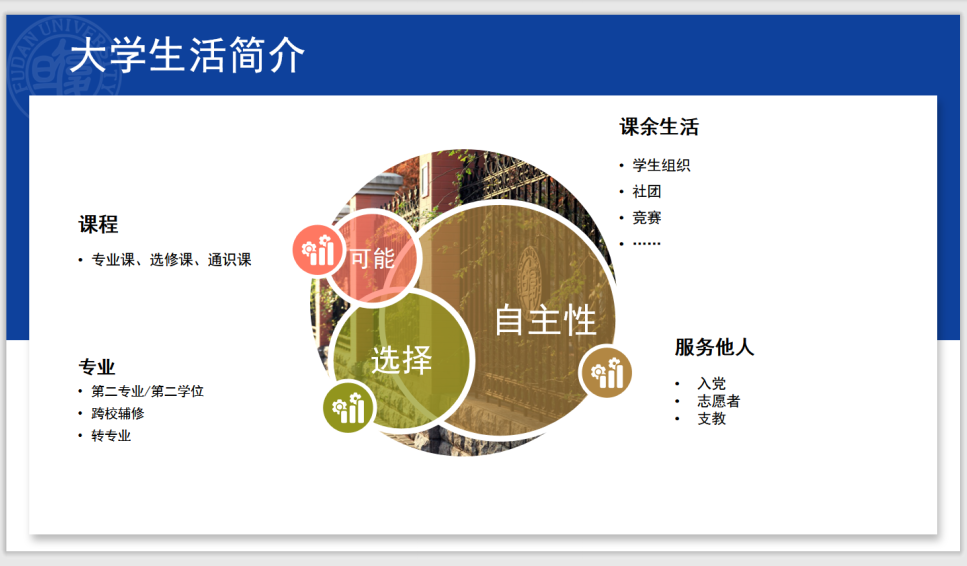 FUDAN UNIVERSITY
大学生活简介
课余生活
• 学生组织
• 社团
• 竞赛
• ……
课程
• 专业课、选修课、通识课
可能
自主性
选择
专业
• 第二专业/第二学位
• 跨校辅修
• 转专业
服务他人
• 入党
• 志愿者
• 支教